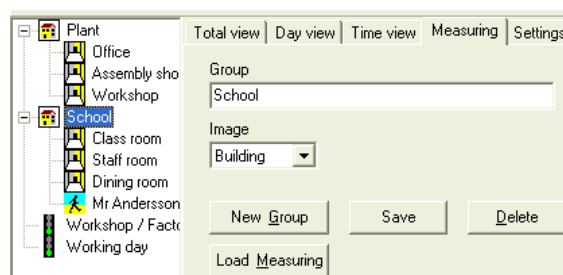 Plant
Office
Assembly sho
Workshop
School
Class room
Staff room
Dining room
Mr Andersson
Workshop / Facto
Working day
Total view Day view Time view Measuring Settings
Group
School
Image
Building
New Group Save Delete
Load Measuring